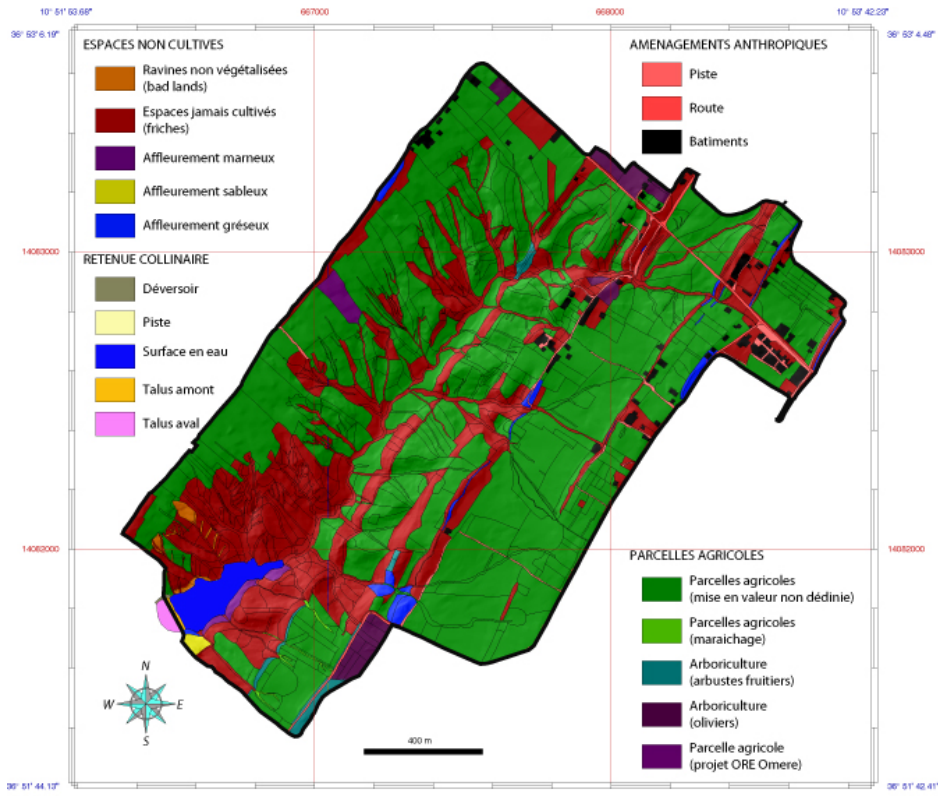 10° 51' 53.68"
667000
668000
10° 53' 42.23"
36° 53' 6.19"
36° 53' 4.48"
ESPACES NON CULTIVES
Ravines non végétalisées
(bad lands)
Espaces jamais cultivés
(friches)
Affleurement marneux
Affleurement sableux
Affleurement gréseux
RETENUE COLLINAIRE
Déversoir
Piste
Surface en eau
Talus amont
Talus aval
AMENAGEMENTS ANTHROPIQUES
Piste
Route
Batiments
14083000
14083000
14082000
14082000
PARCELLES AGRICOLES
Parcelles agricoles
(mise en valeur non dédinie)
Parcelles agricoles
(maraichage)
Arboriculture
(arbustes fruitiers)
Arboriculture
(oliviers)
Parcelle agricole
(projet ORE Omere)
N
W
E
S
400 m
36° 51' 44.13"
36° 51' 42.41"